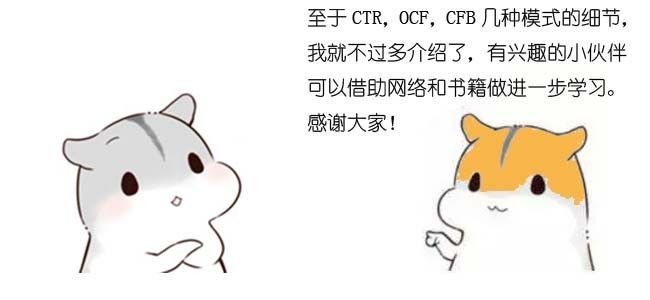 至于 CTR，OCF，CFB 几种模式的细节，
我就不过多介绍了，有兴趣的小伙伴
可以借助网络和书籍做进一步学习。
感谢大家！